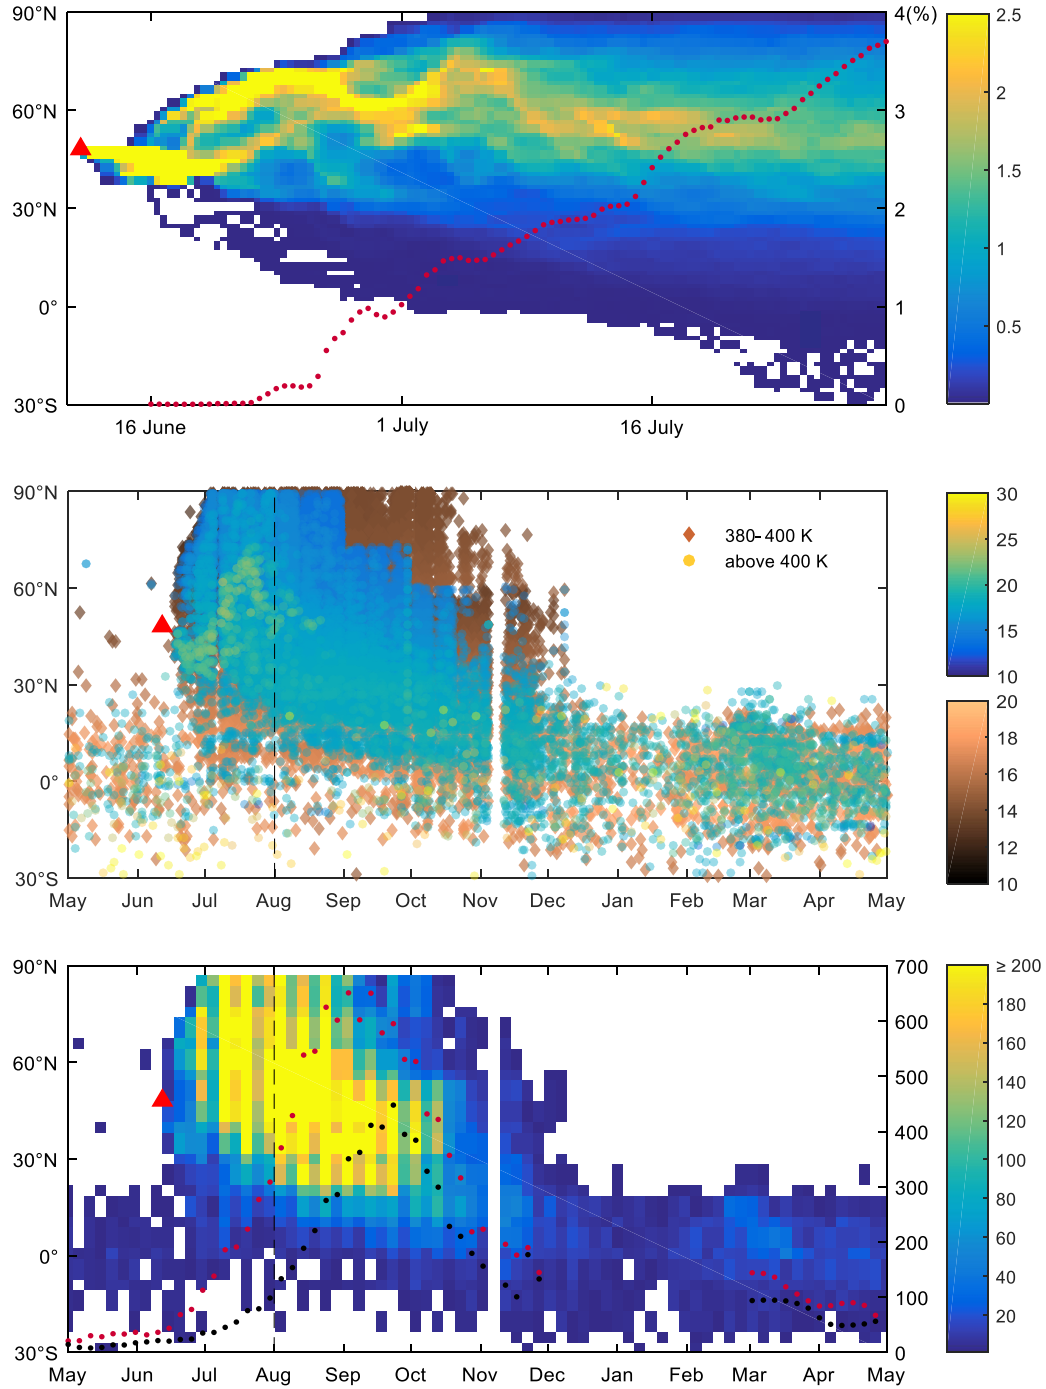 90°N 4(%) 2.5
2
60°N 3
1.5
30°N 2
1
0° 1
0.5
30°S 0
16 June 1 July 16 July
90°N 30
380-400 K
above 400 K
25
60°N
20
15
30°N 10
20
18
0° 16
14
12
30°S 10
May Jun Jul Aug Sep Oct Nov Dec Jan Feb Mar Apr May
90°N 700 ≥ 200
180
600
160
60°N
500 140
120
400
30°N 100
300
80
0° 200 60
40
100
20
30°S 0
May Jun Jul Aug Sep Oct Nov Dec Jan Feb Mar Apr May